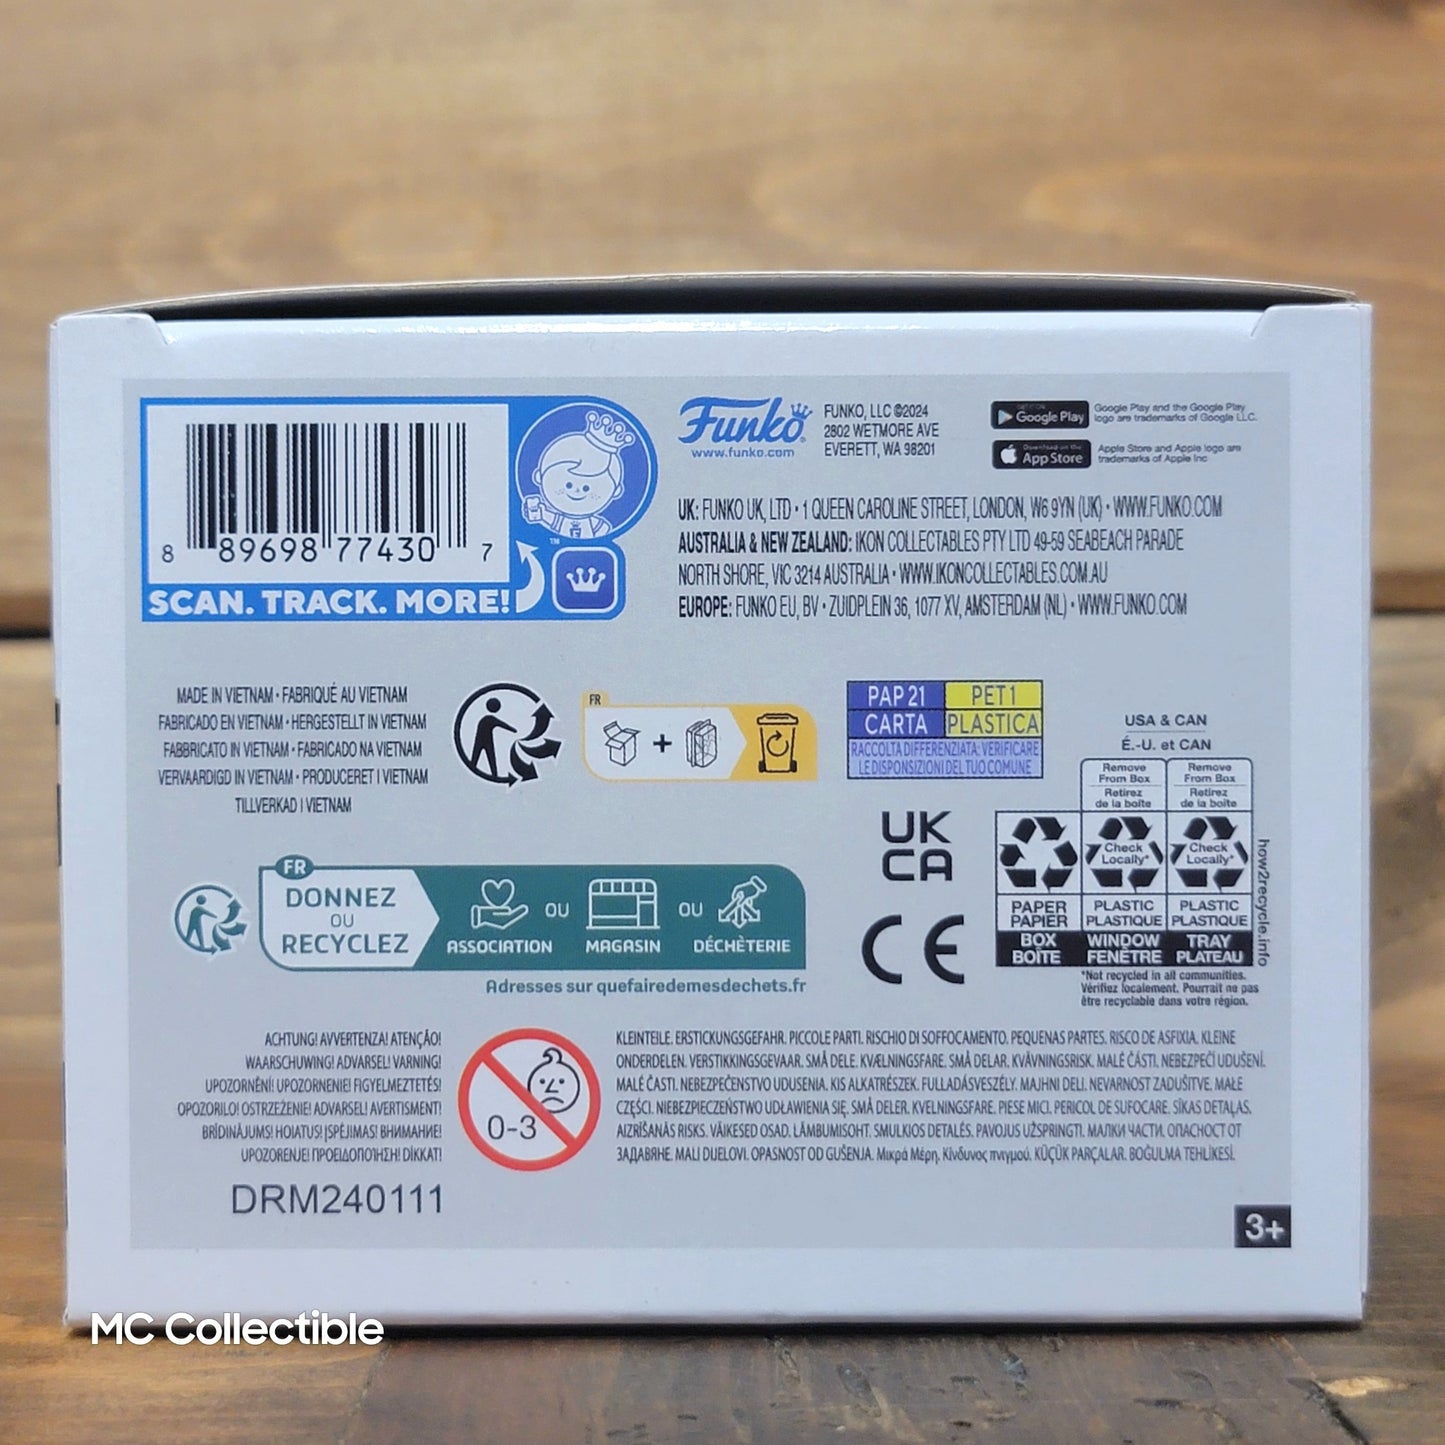 8 89698 77430 7
SCAN. TRACK. MORE!
™
Funko
www.funko.com
FUNKO, LLC ©2024
2802 WETMORE AVE
EVERETT, WA 98201
GET IT ON
Google Play
Google Play and the Google Play
logo are trademarks of Google LLC.
Download on the
App Store
Apple Store and Apple logo are
trademarks of Apple Inc
UK: FUNKO UK, LTD • 1 QUEEN CAROLINE STREET, LONDON, W6 9YN (UK) • WWW.FUNKO.COM
AUSTRALIA & NEW ZEALAND: IKON COLLECTABLES PTY LTD 49-59 SEABEACH PARADE
NORTH SHORE, VIC 3214 AUSTRALIA • WWW.IKONCOLLECTABLES.COM.AU
EUROPE: FUNKO EU, BV • ZUIDPLEIN 36, 1077 XV, AMSTERDAM (NL) • WWW.FUNKO.COM
MADE IN VIETNAM • FABRIQUÉ AU VIETNAM
FABRICADO EN VIETNAM • HERGESTELLT IN VIETNAM
FABBRICATO IN VIETNAM • FABRICADO NA VIETNAM
VERVAARDIGD IN VIETNAM • PRODUCERET I VIETNAM
TILLVERKAD I VIETNAM
FR
+
PAP 21 PET 1
CARTA PLASTICA
RACCOLTA DIFFERENZIATA: VERIFICARE
LE DISPOSIZIONI DEL TUO COMUNE
USA & CAN
É.-U. et CAN
Remove
From Box
Retirez
de la boîte
Remove
From Box
Retirez
de la boîte
Check
Locally*
Check
Locally*
PAPER
PAPIER
PLASTIC
PLASTIQUE
PLASTIC
PLASTIQUE
BOX
BOÎTE
WINDOW
FENÊTRE
TRAY
PLATEAU
how2recycle.info
*Not recycled in all communities.
Vérifiez localement. Pourrait ne pas
être recyclable dans votre région.
UK
CA
CE
FR
DONNEZ
OU
RECYCLEZ
ASSOCIATION
OU
MAGASIN
OU
DÉCHÈTERIE
Adresses sur quefairedemesdechets.fr
ACHTUNG! AVVERTENZA! ATENÇÃO!
WAARSCHUWING! ADVARSEL! VARNING!
UPOZORNĚNÍ! UPOZORNENIE! FIGYELMEZTETÉS!
OPOZORILO! OSTRZEŻENIE! ADVARSEL! AVERTISMENT!
BRĪDINĀJUMS! HOIATUS! ĮSPĖJIMAS! ВНИМАНИЕ!
UPOZORENJE! ΠΡΟΕΙΔΟΠΟΊΗΣΗ! DİKKAT!
0-3
KLEINTEILE. ERSTICKUNGSGEFAHR. PICCOLE PARTI. RISCHIO DI SOFFOCAMENTO. PEQUENAS PARTES. RISCO DE ASFIXIA. KLEINE
ONDERDELEN. VERSTIKKINGSGEVAAR. SMÅ DELE. KVÆLNINGSFARE. SMÅ DELAR. KVÄVNINGSRISK. MALÉ ČÁSTI. NEBEZPEČÍ UDUŠENÍ.
MALÉ ČASTI. NEBEZPEČENSTVO UDUSENIA. KIS ALKATRÉSZEK. FULLADÁSVESZÉLY. MAJHNI DELI. NEVARNOST ZADUŠITVE. MAŁE
CZĘŚCI. NIEBEZPIECZEŃSTWO UDŁAWIENIA SIĘ. SMÅ DELER. KVELNINGSFARE. PIESE MICI. PERICOL DE SUFOCARE. SĪKAS DETAĻAS.
AIZRĪŠANĀS RISKS. VÄIKESED OSAD. LÄMBUMISOHT. SMULKIOS DETALĖS. PAVOJUS UŽSPRINGTI. МАЛКИ ЧАСТИ. ОПАСНОСТ ОТ
ЗАДАВЯНЕ. MALI DIJELOVI. OPASNOST OD GUŠENJA. Μικρά Μέρη. Κίνδυνος πνιγμού. KÜÇÜK PARÇALAR. BOĞULMA TEHLİKESİ.
DRM240111
3+
MC Collectible